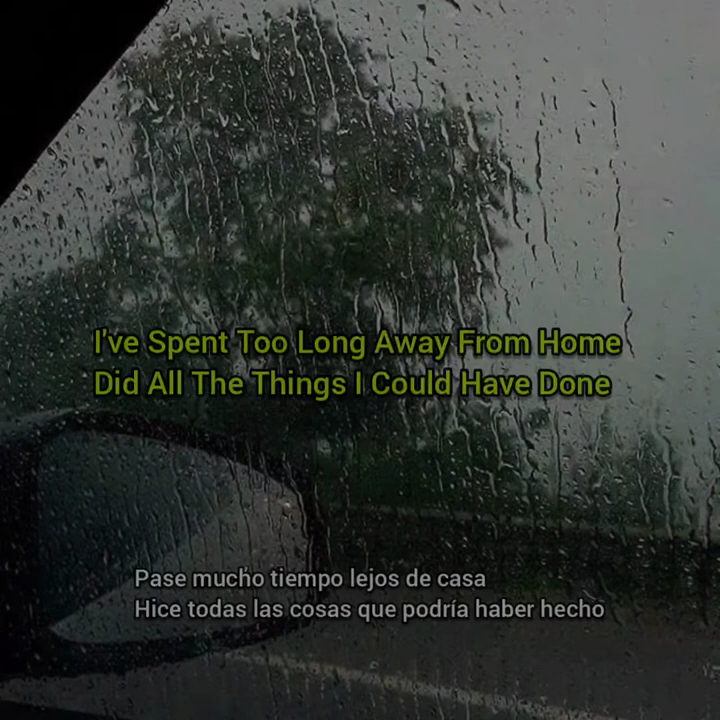 I've Spent Too Long Away From Home
Did All The Things I Could Have Done
Pase mucho tiempo lejos de casa
Hice todas las cosas que podría haber hecho